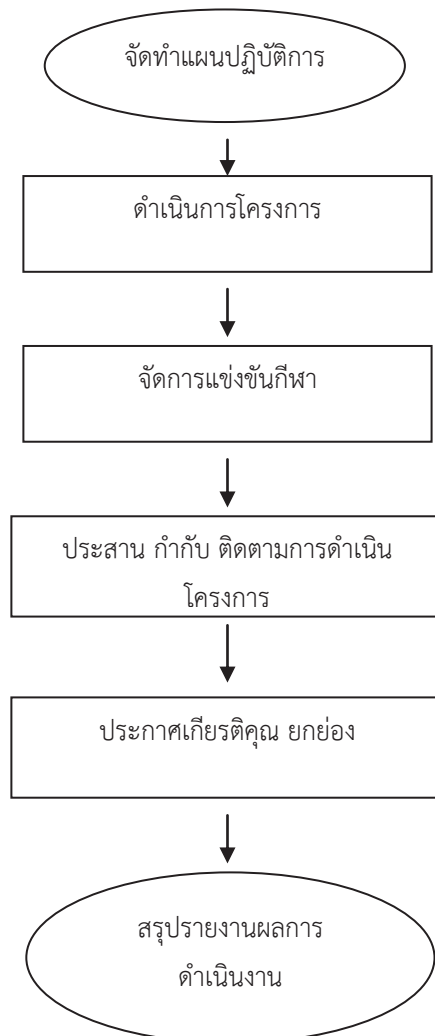 จัดทำแผนปฏิบัติการ
ดำเนินการโครงการ
จัดการแข่งขันกีฬา
ประสาน กำกับ ติดตามการดำเนิน
โครงการ
ประกาศเกียรติคุณ ยกย่อง
สรุปรายงานผลการ
ดำเนินงาน